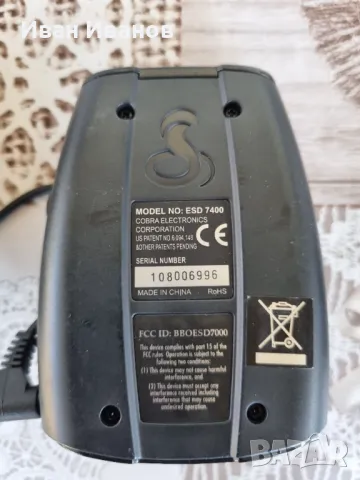 Иван Иванов
MODEL NO: ESD 7400
COBRA ELECTRONICS
CORPORATION
US PATENT NO 6,094,148
&OTHER PATENTS PENDING
CE
SERIAL NUMBER
108006996
MADE IN CHINA RoHS
FCC ID: BBOESD7000
This device complies with part 15 of the
FCC rules. Operation is subject to the
following two conditions:
(1) This device may not cause harmful
interference, and
(2) This device must accept any
interference received including
interference that may cause
undesired operation.
BAZAR
bg